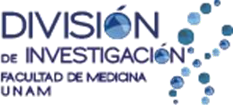 DIVISIÓN
DE INVESTIGACIÓN
FACULTAD DE MEDICINA
UNAM